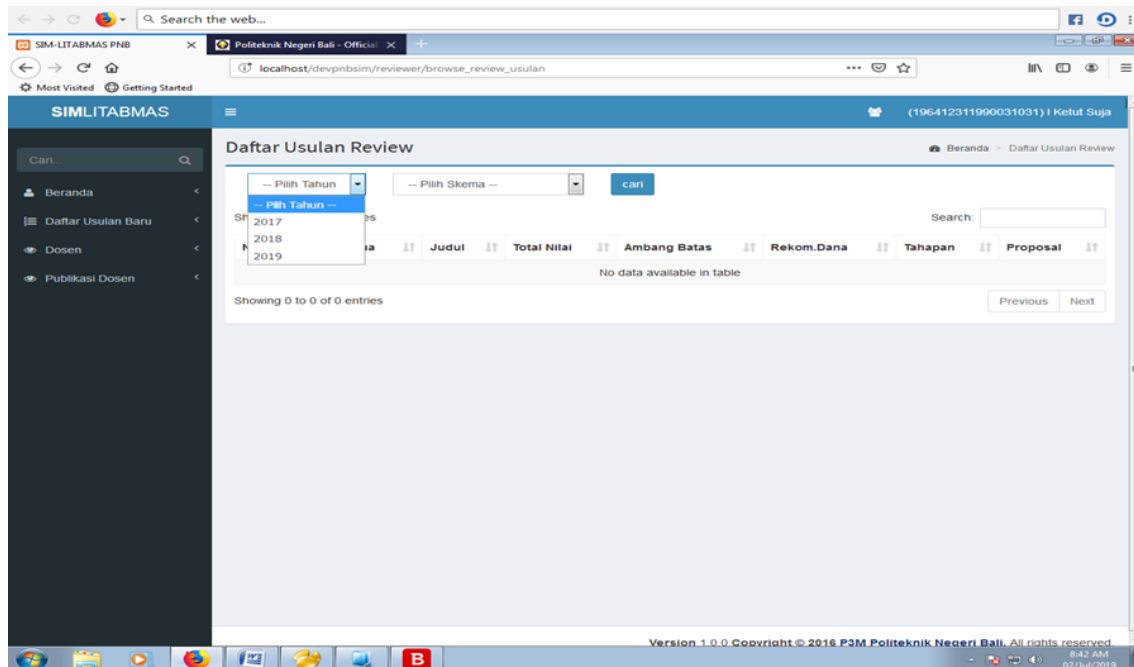 Search the web...
SIM-LITABMAS PNB
Politeknik Negeri Bali - Official
localhost/devpnbsim/reviewer/browse_review_usulan
Most Visited Getting Started
SIMLITABMAS
(196412311990031031) I Ketut Suja
Daftar Usulan Review
Beranda > Daftar Usulan Review
Cari...
Beranda
Daftar Usulan Baru
Dosen
Publikasi Dosen
-- Pilih Tahun -- Pilih Skema -- cari
-- Pilih Tahun --
2017
2018
2019
Search:
Judul Total Nilai Ambang Batas Rekom.Dana Tahapan Proposal
No data available in table
Showing 0 to 0 of 0 entries
Previous Next
Version 1.0.0 Copyright © 2016 P3M Politeknik Negeri Bali. All rights reserved
8:42 AM
02/Jul/2019